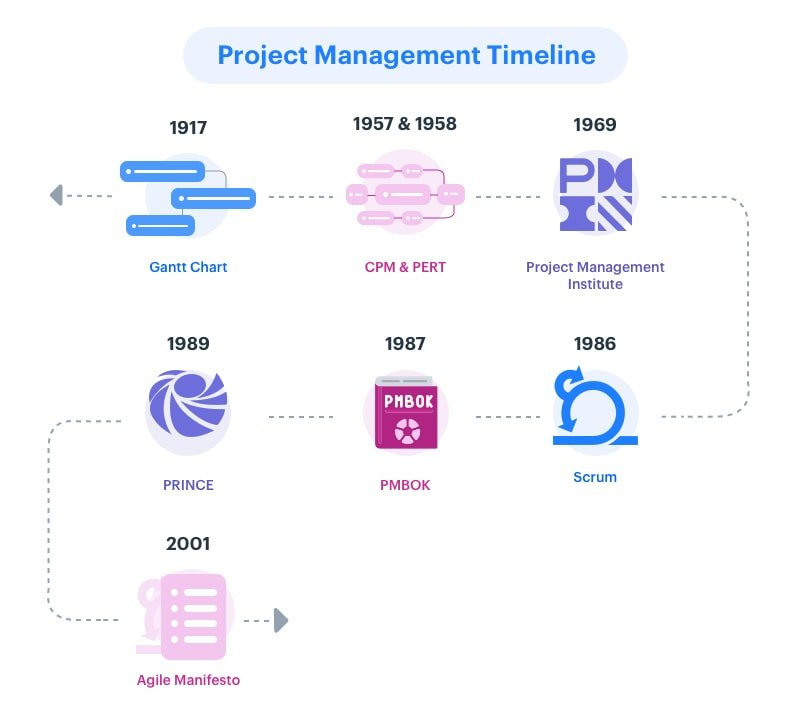 Project Management Timeline
1917
Gantt Chart
1957 & 1958
CPM & PERT
1969
Project Management
Institute
1986
Scrum
1987
PMBOK
PMBOK
1989
PRINCE
2001
Agile Manifesto